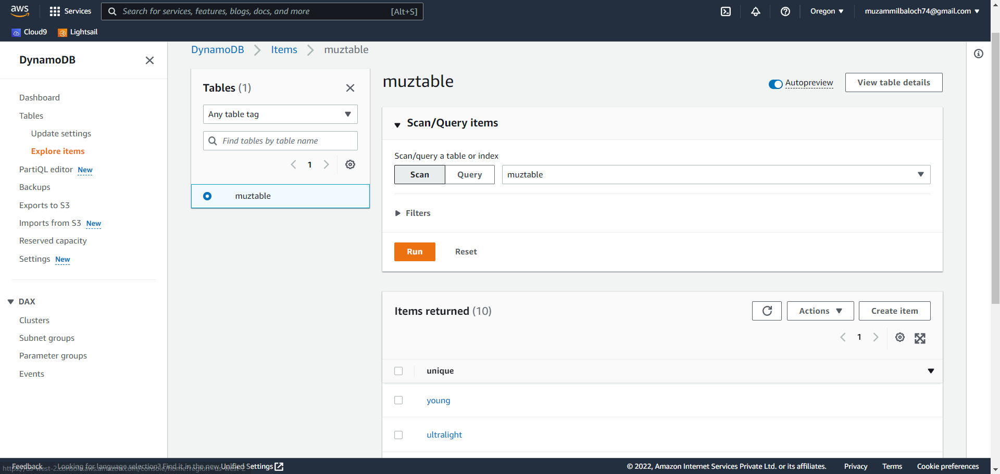 aws
Services
Search for services, features, blogs, docs, and more
[Alt+S]
Oregon
muzammilbaloch74@gmail.com
Cloud9
Lightsail
DynamoDB
Dashboard
Tables
Update settings
Explore items
PartiQL editor New
Backups
Exports to S3
Imports from S3 New
Reserved capacity
Settings New
DAX
Clusters
Subnet groups
Parameter groups
Events
DynamoDB
Items
muztable
Tables (1)
Any table tag
Find tables by table name
1
muztable
muztable
Autopreview
View table details
Scan/Query items
Scan/query a table or index
Scan
Query
muztable
Filters
Run
Reset
Items returned (10)
Actions
Create item
1
unique
young
ultralight
Feedback
Looking for language selection? Find it in the new Unified Settings
https://us-west-2.console.aws.amazon.com/console/home?region=us-west-2
© 2022, Amazon Internet Services Private Ltd. or its affiliates.
Privacy
Terms
Cookie preferences